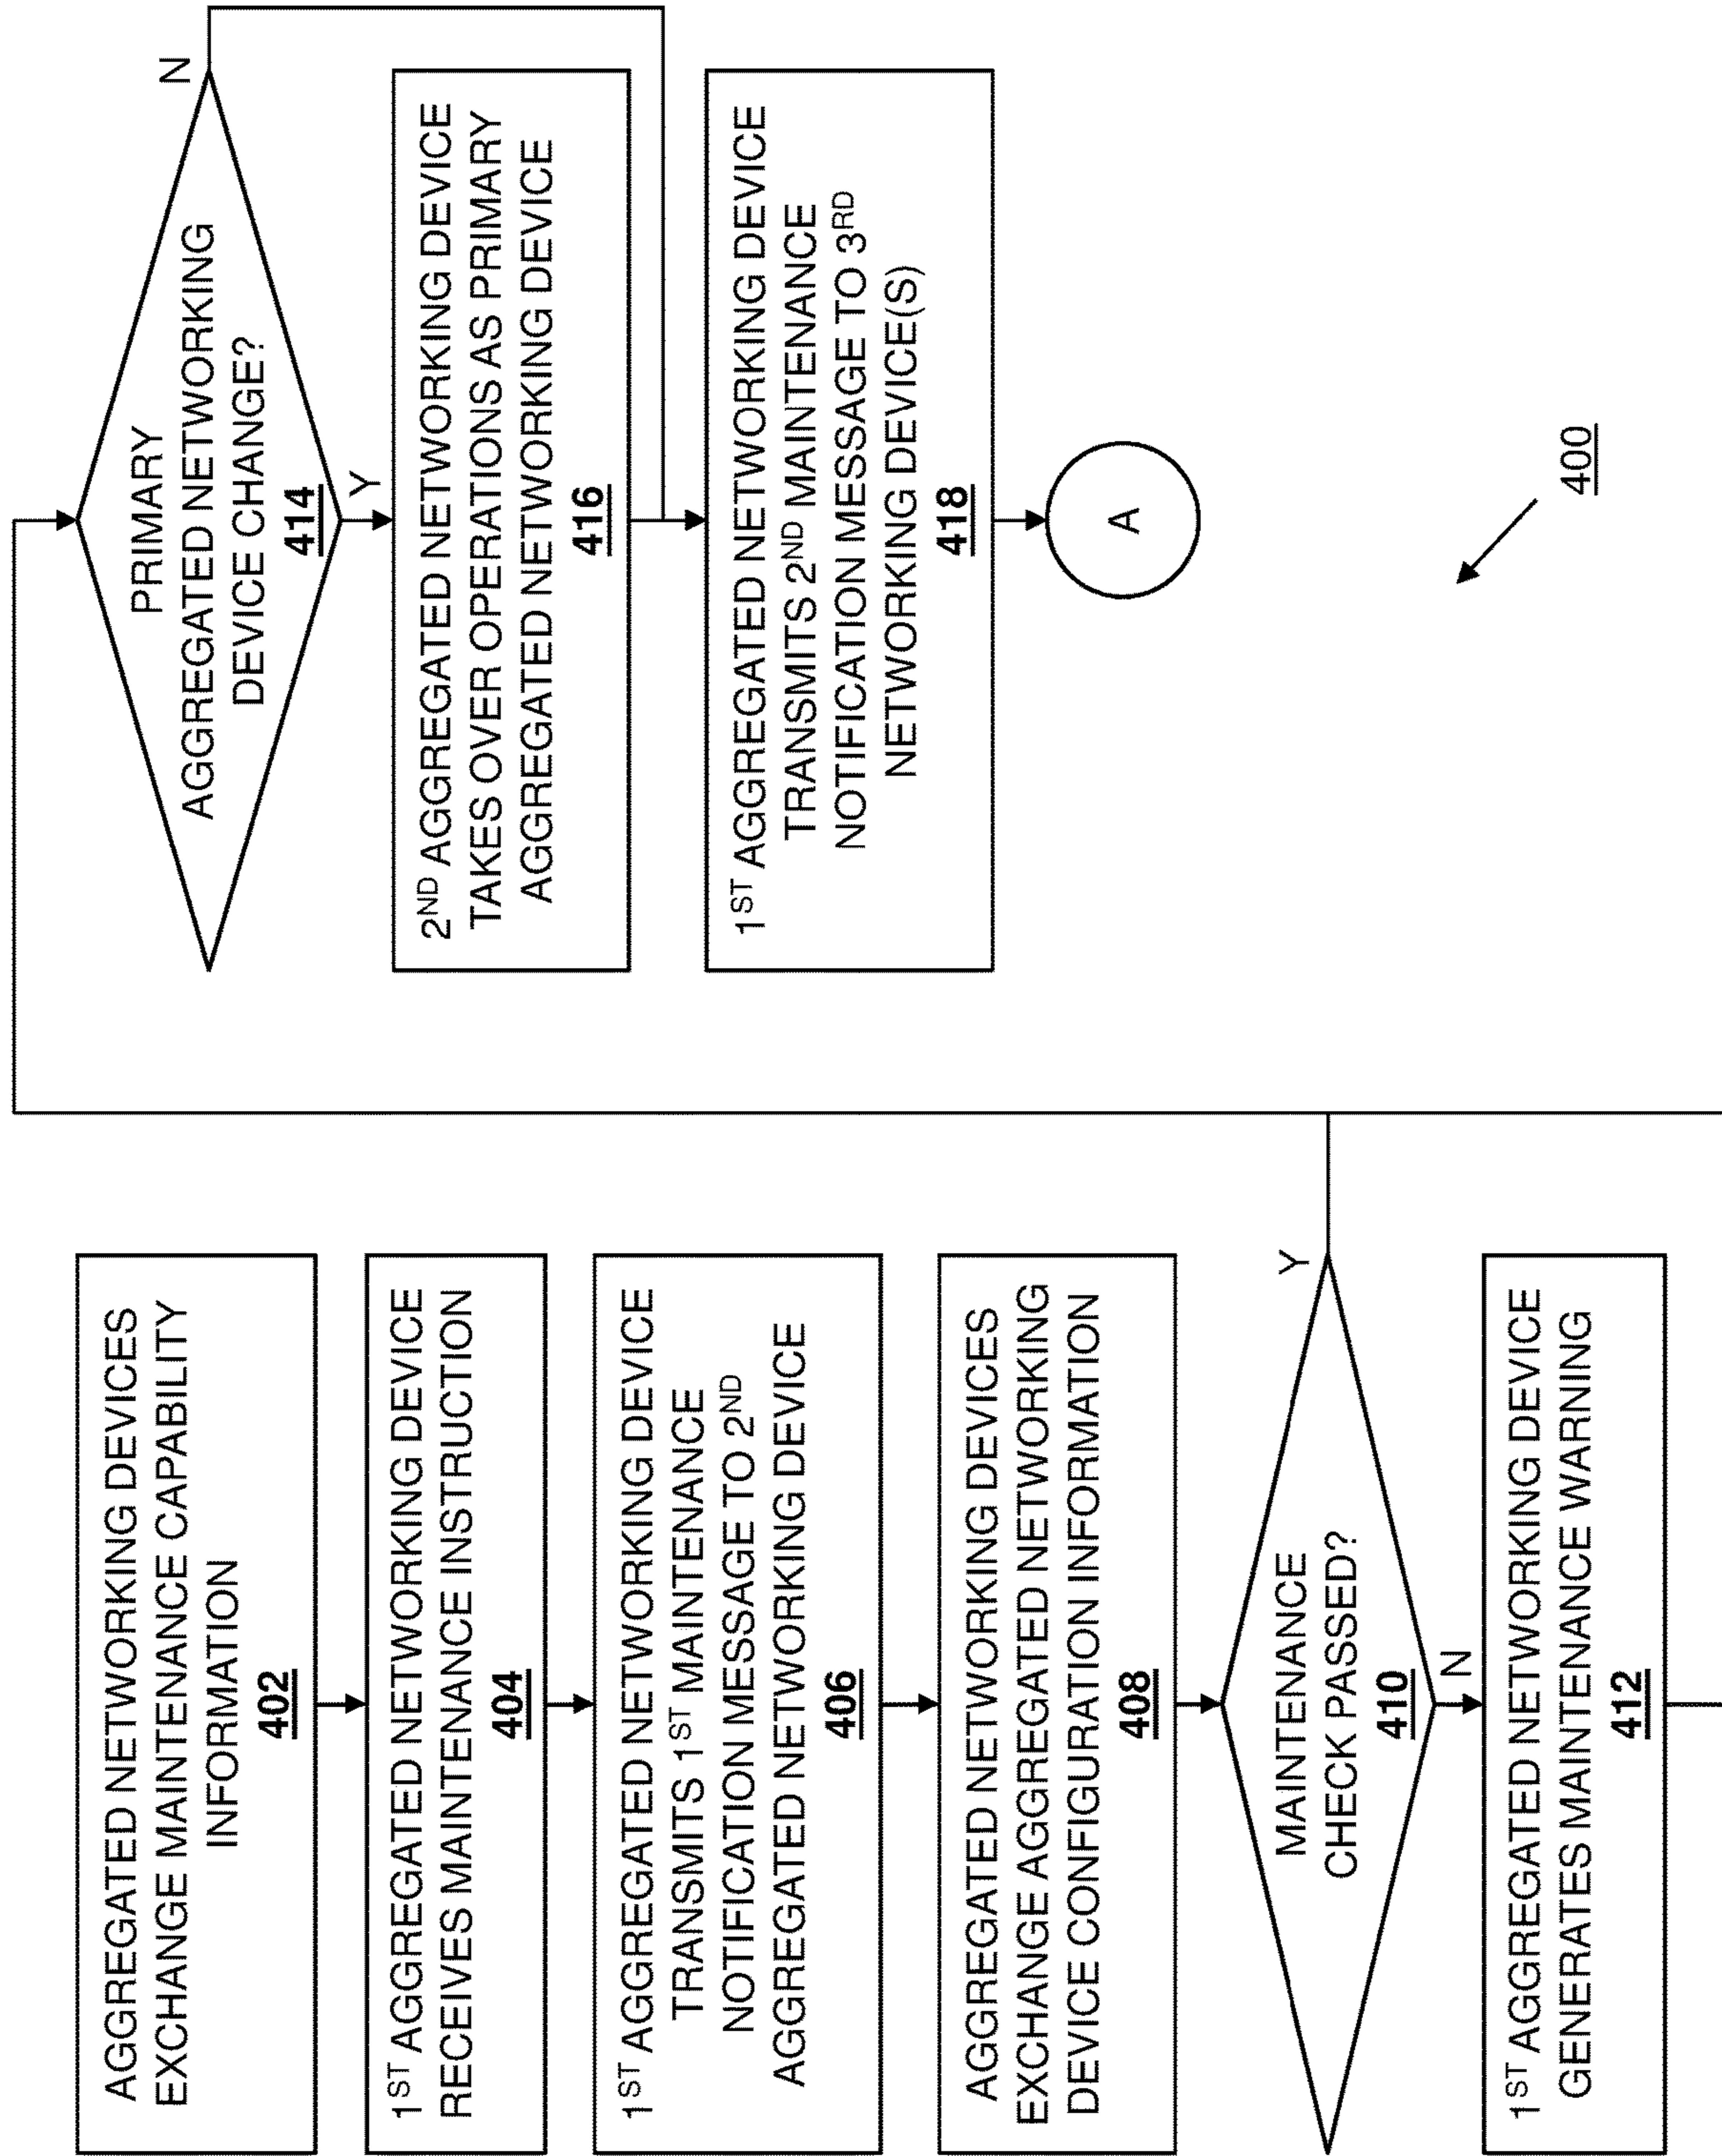 AGGREGATED NETWORKING DEVICES
EXCHANGE MAINTENANCE CAPABILITY
INFORMATION
402
1ST AGGREGATED NETWORKING DEVICE
RECEIVES MAINTENANCE INSTRUCTION
404
1ST AGGREGATED NETWORKING DEVICE
TRANSMITS 1ST MAINTENANCE
NOTIFICATION MESSAGE TO 2ND
AGGREGATED NETWORKING DEVICE
406
AGGREGATED NETWORKING DEVICES
EXCHANGE AGGREGATED NETWORKING
DEVICE CONFIGURATION INFORMATION
408
MAINTENANCE
CHECK PASSED?
410
Y
N
1ST AGGREGATED NETWORKING DEVICE
GENERATES MAINTENANCE WARNING
412
PRIMARY
AGGREGATED NETWORKING
DEVICE CHANGE?
414
N
Y
2ND AGGREGATED NETWORKING DEVICE
TAKES OVER OPERATIONS AS PRIMARY
AGGREGATED NETWORKING DEVICE
416
1ST AGGREGATED NETWORKING DEVICE
TRANSMITS 2ND MAINTENANCE
NOTIFICATION MESSAGE TO 3RD
NETWORKING DEVICE(S)
418
A
400